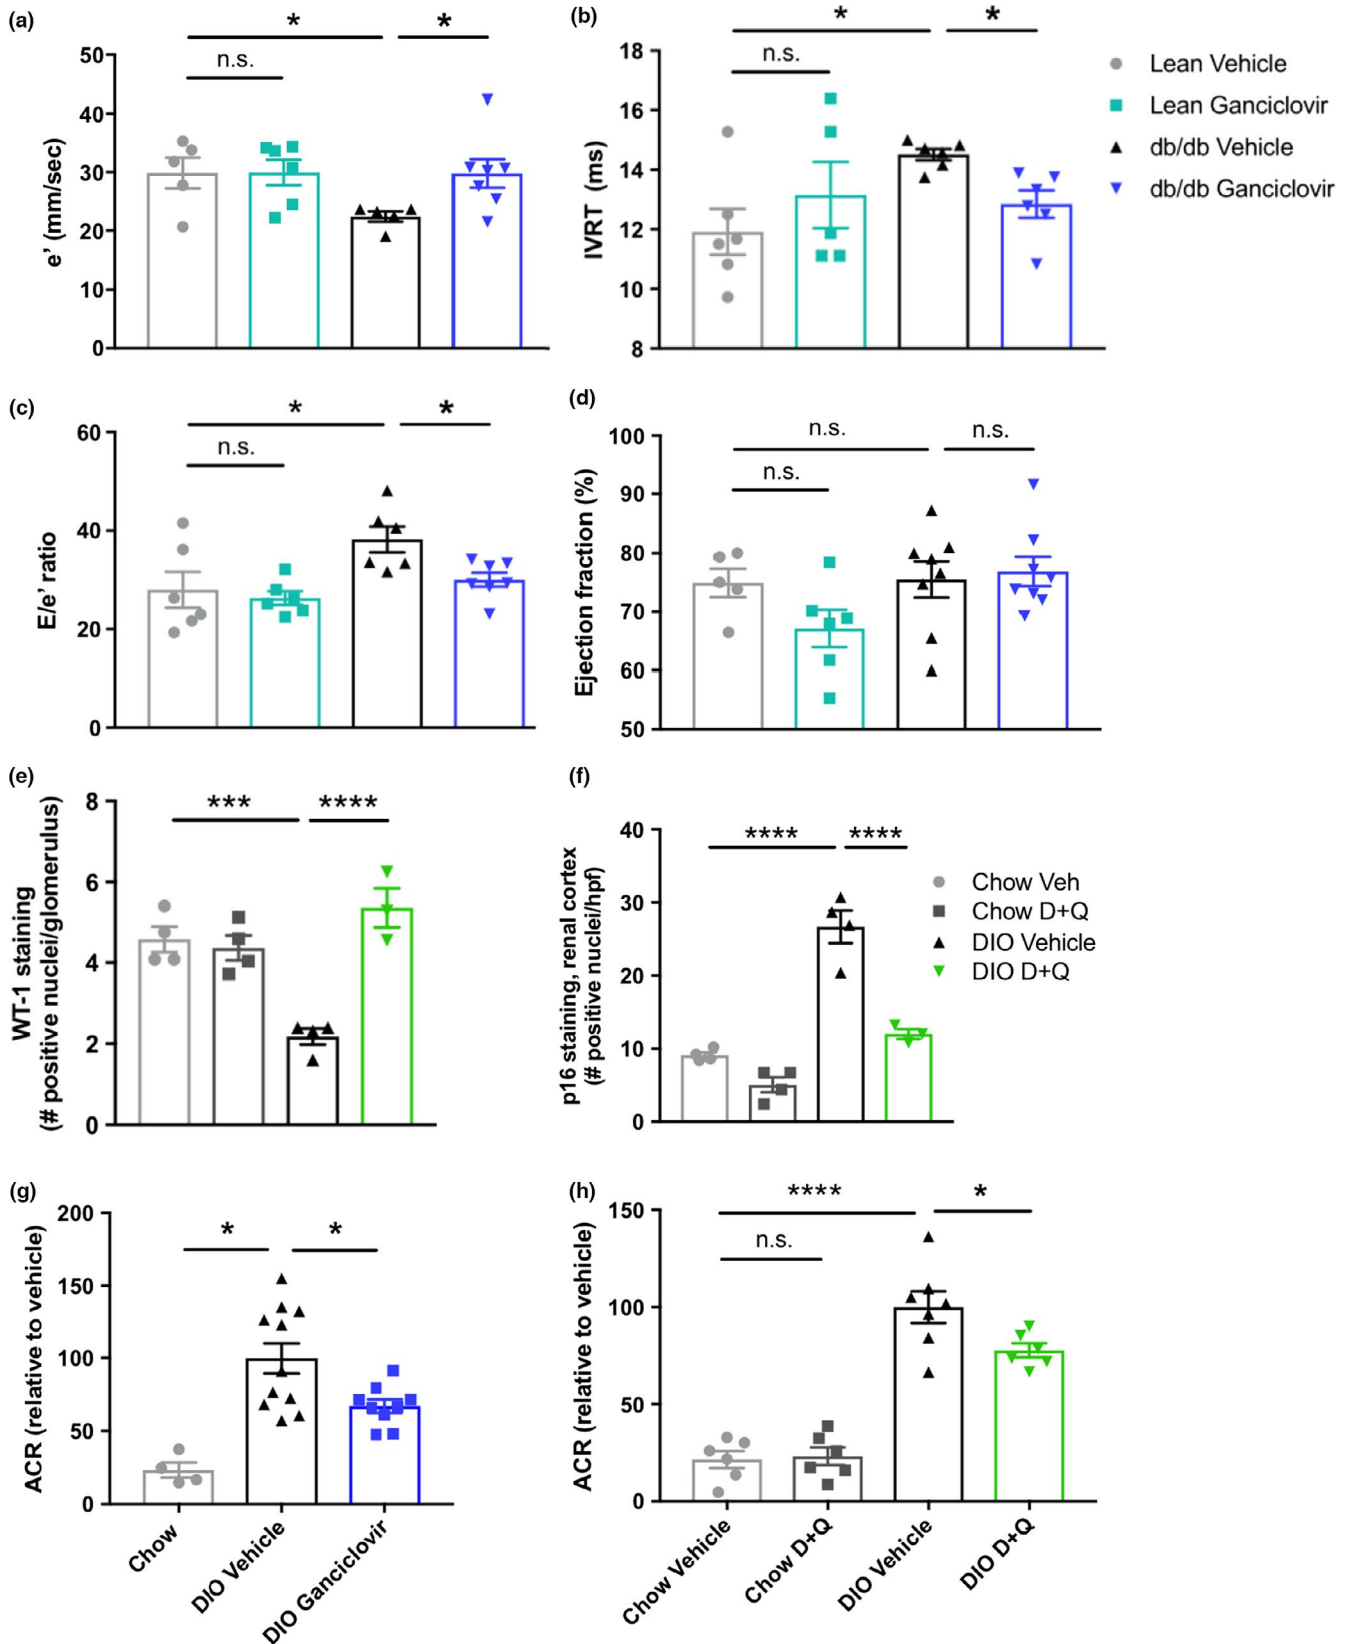 (a)
*
*
n.s.
50
40
30
20
10
0
e’ (mm/sec)
(b)
*
*
n.s.
18
16
14
12
10
8
IVRT (ms)
Lean Vehicle
Lean Ganciclovir
db/db Vehicle
db/db Ganciclovir
(c)
*
*
n.s.
60
40
20
0
E/e’ ratio
(d)
n.s.
n.s.
n.s.
100
90
80
70
60
50
Ejection fraction (%)
(e)
***
****
8
6
4
2
0
WT-1 staining
(# positive nuclei/glomerulus)
(f)
****
****
40
30
20
10
0
p16 staining, renal cortex
(# positive nuclei/hpf)
Chow Veh
Chow D+Q
DIO Vehicle
DIO D+Q
(g)
*
*
200
150
100
50
0
ACR (relative to vehicle)
Chow
DIO Vehicle
DIO Ganciclovir
(h)
****
*
n.s.
150
100
50
0
ACR (relative to vehicle)
Chow Vehicle
Chow D+Q
DIO Vehicle
DIO D+Q